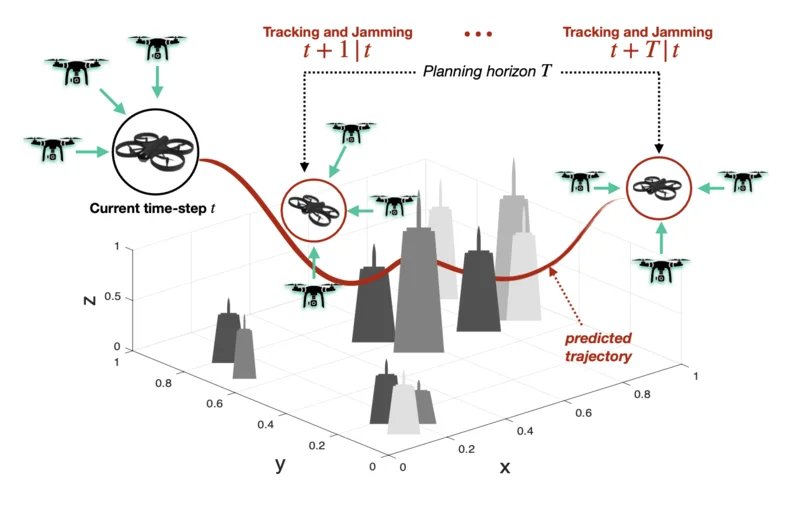 Tracking and Jamming
t + 1 | t
•••
Tracking and Jamming
t + T | t
Planning horizon T
Current time-step t
predicted
trajectory
z
1
0.5
0
1
0.8
0.6
0.4
0.2
0
y
0
0.2
0.4
0.6
0.8
1
x